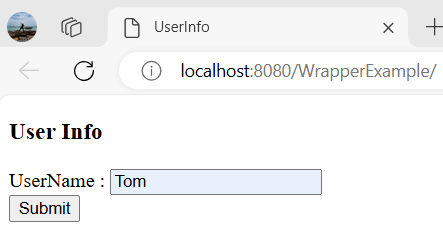 UserInfo
localhost:8080/WrapperExample/
User Info
UserName : Tom
Submit